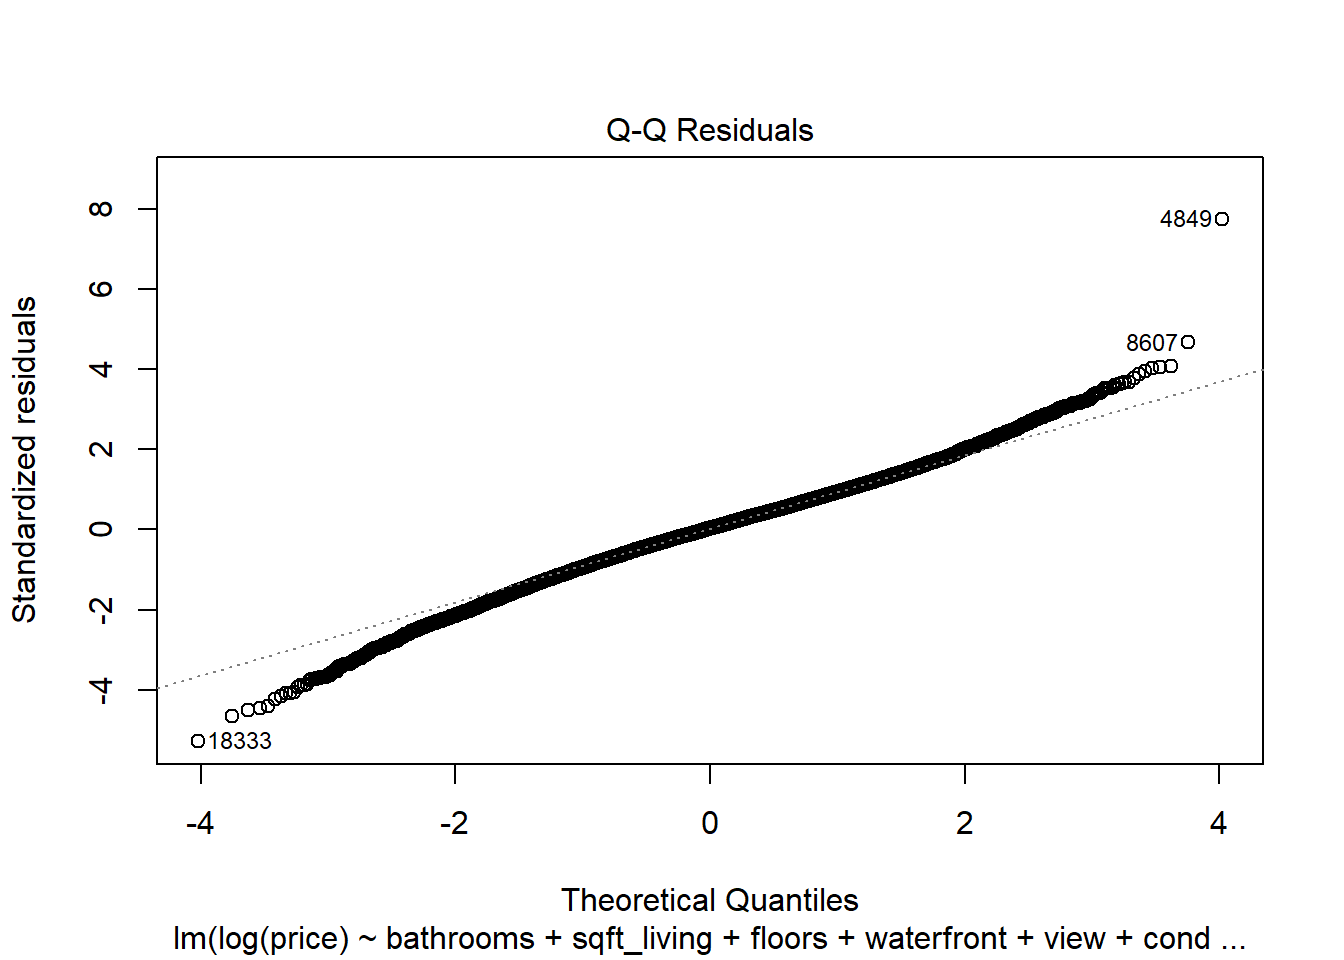 Q-Q Residuals
8
6
4
2
0
-2
-4
Standardized residuals
4849
8607
18333
-4 -2 0 2 4
Theoretical Quantiles
lm(log(price) ~ bathrooms + sqft_living + floors + waterfront + view + cond ...